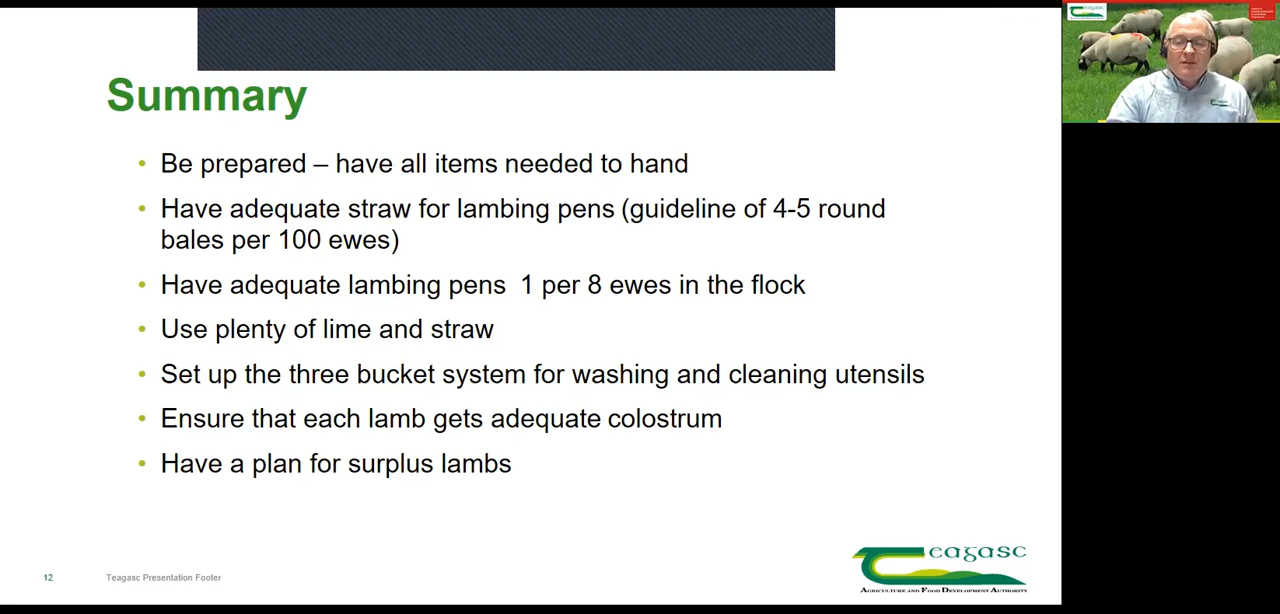 Summary
• Be prepared – have all items needed to hand
• Have adequate straw for lambing pens (guideline of 4-5 round
bales per 100 ewes)
• Have adequate lambing pens  1 per 8 ewes in the flock
• Use plenty of lime and straw
• Set up the three bucket system for washing and cleaning utensils
• Ensure that each lamb gets adequate colostrum
• Have a plan for surplus lambs
Teagasc
AGRICULTURE AND FOOD DEVELOPMENT AUTHORITY
12
Teagasc Presentation Footer
Teagasc